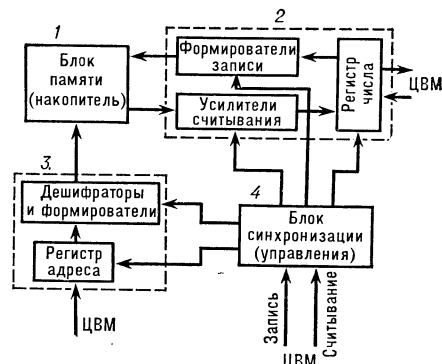 1
2
Блок
памяти
(накопитель)
Формирователи
записи
Усилители
считывания
Регистр
числа
ЦВМ
3.
Дешифраторы
и формирователи
Регистр
адреса
ЦВМ
4
Блок
синхронизации
(управления)
Запись
Считывание
ЦВМ